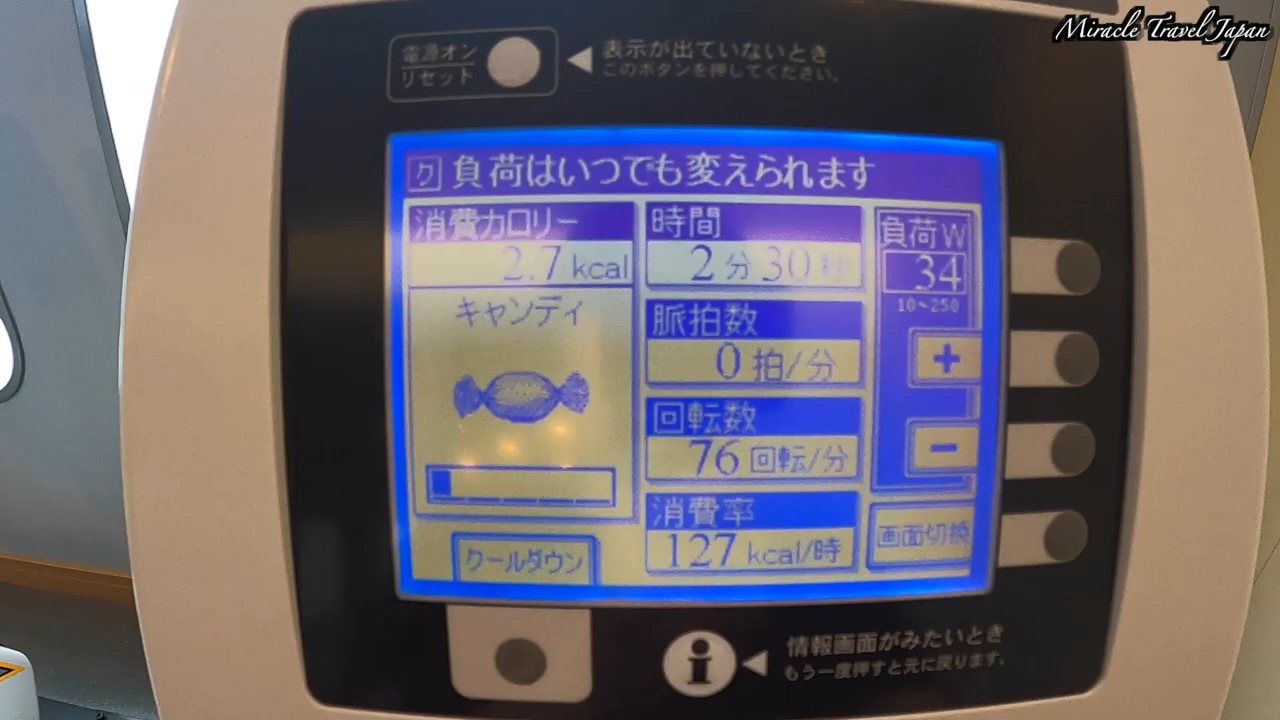 Miracle Travel Japan
電源オン
リセット
表示が出ていないとき
このボタンを押してください。
ク 負荷はいつでも変えられます
消費カロリー
2.7 kcal
キャンディ
クールダウン
時間
2分30秒
脈拍数
0 拍/分
回転数
76 回転/分
消費率
127 kcal/時
負荷W
34
10~250
+
-
画面切換
i
情報画面がみたいとき
もう一度押すと元に戻ります。